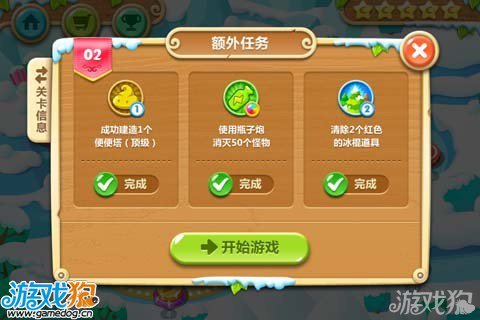 额外任务
02
关卡信息
1
2
成功建造1个
便便塔（顶级）
使用瓶子炮
消灭50个怪物
清除2个红色
的冰棍道具
完成
完成
完成
开始游戏
游戏狗
www.gamedog.cn
游戏狗